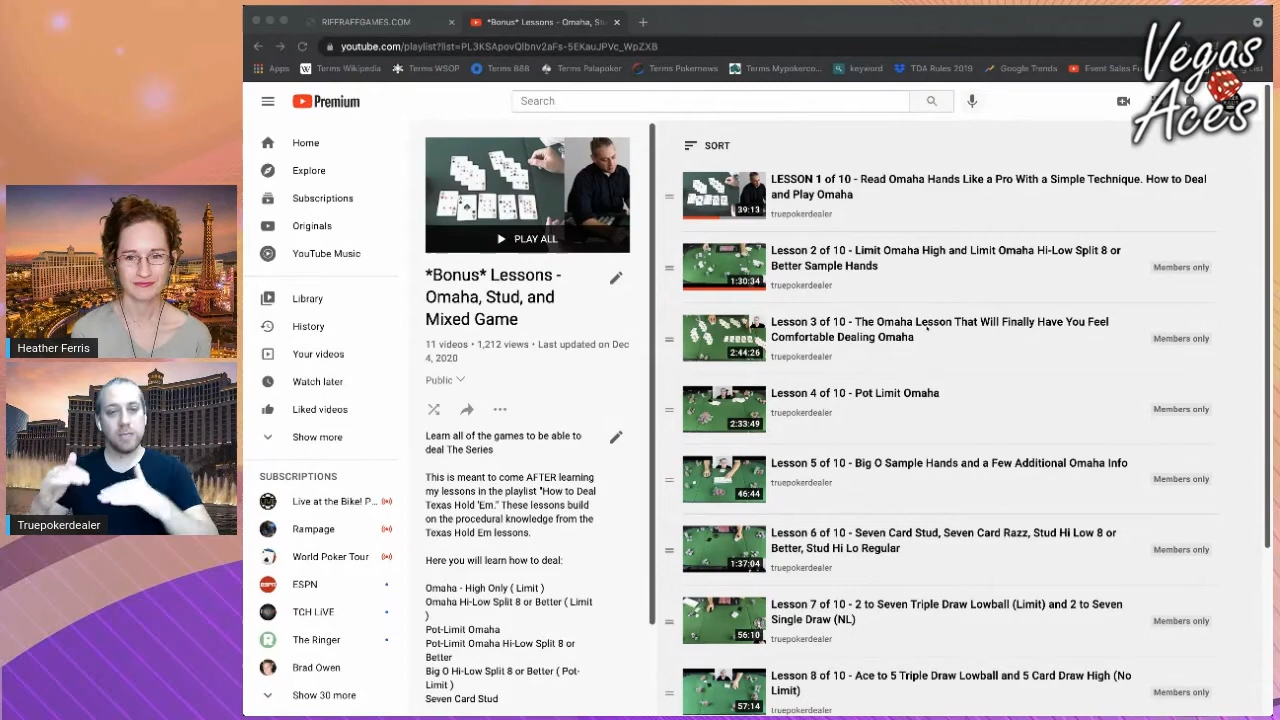 RIFFRAFFGAMES.COM
*Bonus* Lessons - Omaha, Stu
youtube.com/playlist?list=PL3KSApovQlbnv2aFs-5EKauJPVc_WpZXB
Apps
Terms Wikipedia
Terms WSOP
Terms 888
Terms Palapoker
Terms Pokernews
Terms Mypokerco...
keyword
TDA Rules 2019
Google Trends
Event Sales
Vegas
Aces
Premium
Search
Home
Explore
Subscriptions
Originals
YouTube Music
Library
History
Your videos
Watch later
Liked videos
Show more
SUBSCRIPTIONS
Live at the Bike! P...
Rampage
World Poker Tour
ESPN
TCH LiVE
The Ringer
Brad Owen
Show 30 more
Heather Ferris
Truepokerdealer
PLAY ALL
*Bonus* Lessons -
Omaha, Stud, and
Mixed Game
11 videos • 1,212 views • Last updated on Dec
4, 2020
Public
Learn all of the games to be able to
deal The Series
This is meant to come AFTER learning
my lessons in the playlist "How to Deal
Texas Hold 'Em." These lessons build
on the procedural knowledge from the
Texas Hold Em lessons.
Here you will learn how to deal:
Omaha - High Only ( Limit )
Omaha Hi-Low Split 8 or Better ( Limit
)
Pot-Limit Omaha
Pot-Limit Omaha Hi-Low Split 8 or
Better
Big O Hi-Low Split 8 or Better ( Pot-
Limit )
Seven Card Stud
SORT
39:13
LESSON 1 of 10 - Read Omaha Hands Like a Pro With a Simple Technique. How to Deal
and Play Omaha
truepokerdealer
1:30:34
Lesson 2 of 10 - Limit Omaha High and Limit Omaha Hi-Low Split 8 or
Better Sample Hands
truepokerdealer
Members only
2:44:26
Lesson 3 of 10 - The Omaha Lesson That Will Finally Have You Feel
Comfortable Dealing Omaha
truepokerdealer
Members only
2:33:49
Lesson 4 of 10 - Pot Limit Omaha
truepokerdealer
Members only
46:44
Lesson 5 of 10 - Big O Sample Hands and a Few Additional Omaha Info
truepokerdealer
Members only
1:37:04
Lesson 6 of 10 - Seven Card Stud, Seven Card Razz, Stud Hi Low 8 or
Better, Stud Hi Lo Regular
truepokerdealer
Members only
56:10
Lesson 7 of 10 - 2 to Seven Triple Draw Lowball (Limit) and 2 to Seven
Single Draw (NL)
truepokerdealer
Members only
57:14
Lesson 8 of 10 - Ace to 5 Triple Draw Lowball and 5 Card Draw High (No
Limit)
truepokerdealer
Members only